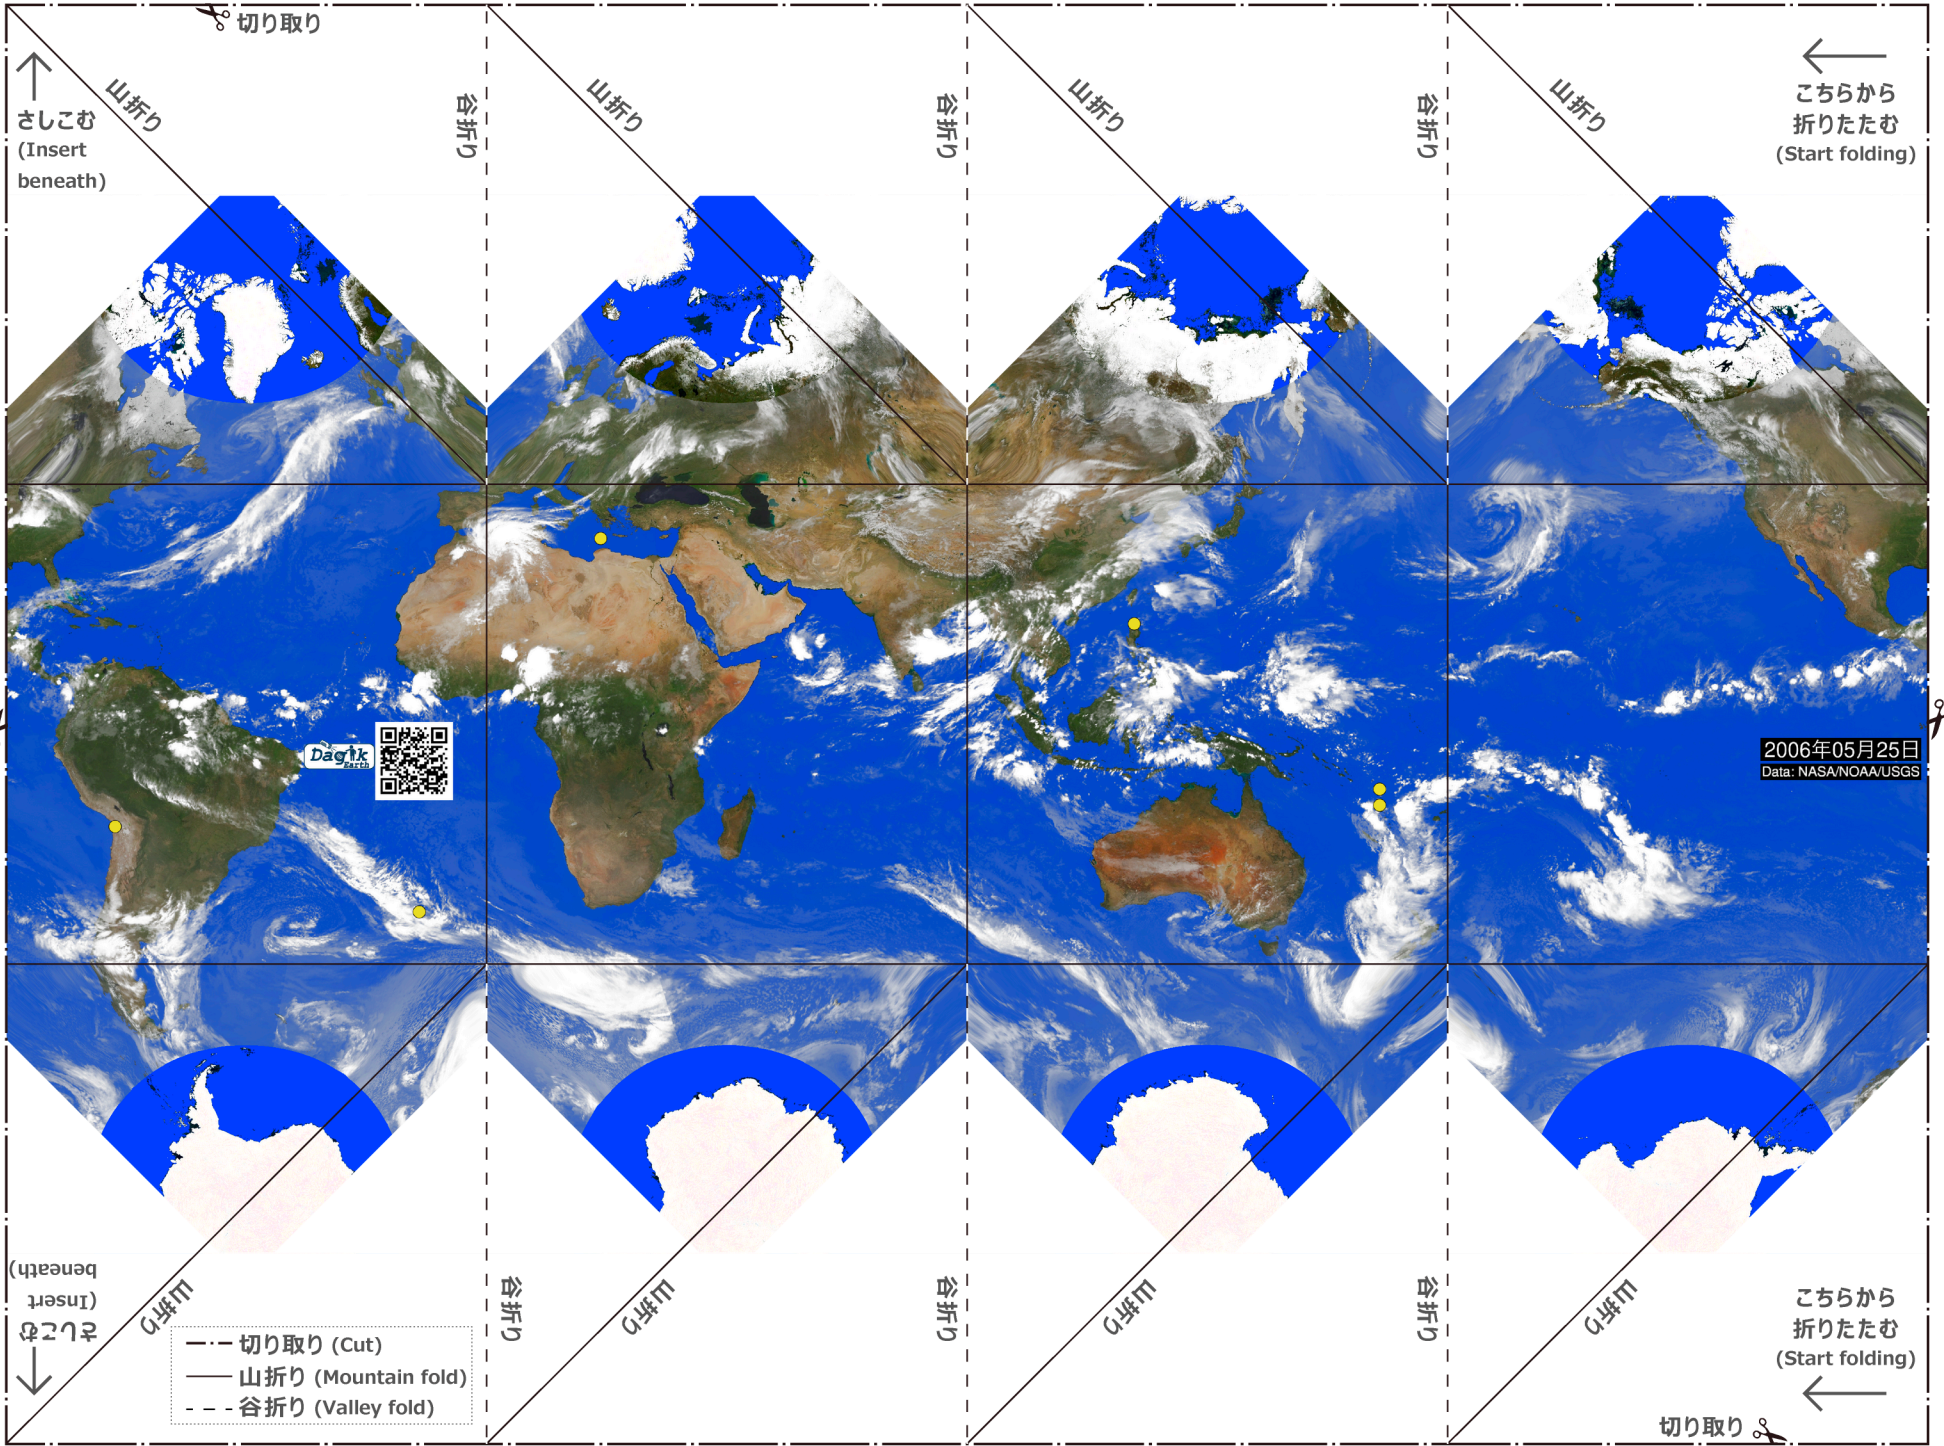 切り取り
山折り
谷折り
山折り
谷折り
山折り
谷折り
山折り
さしこむ
(Insert
beneath)
こちらから
折りたたむ
(Start folding)
Dagik
Earth
2006年05月25日
Data: NASA/NOAA/USGS
さしこむ
(Insert
beneath)
山折り
谷折り
山折り
谷折り
山折り
谷折り
山折り
切り取り (Cut)
山折り (Mountain fold)
谷折り (Valley fold)
こちらから
折りたたむ
(Start folding)
切り取り